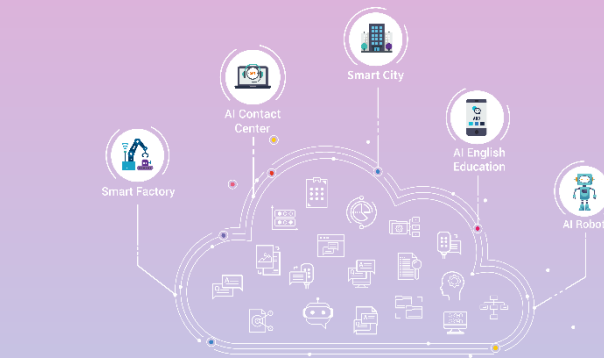 Smart City
AI Contact
Center
AI English
Education
Smart Factory
AI Robot